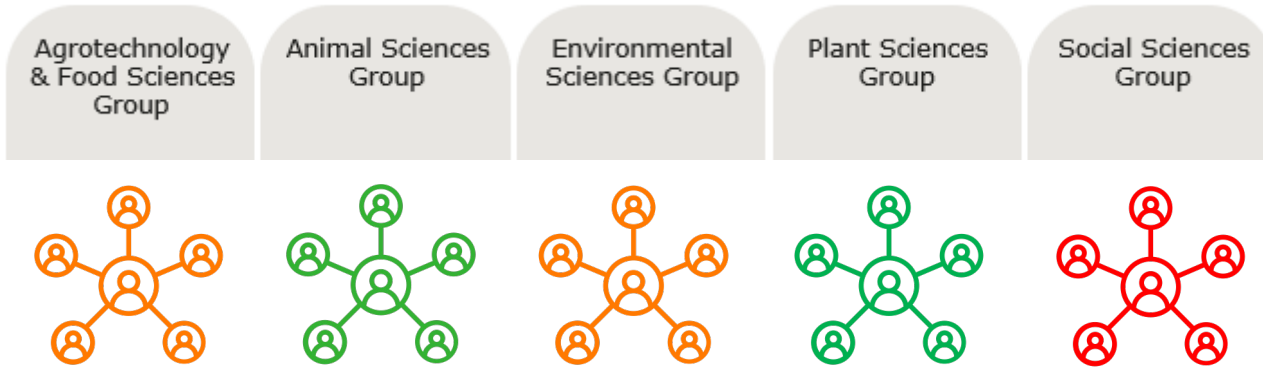 Agrotechnology
& Food Sciences
Group
Animal Sciences
Group
Environmental
Sciences Group
Plant Sciences
Group
Social Sciences
Group